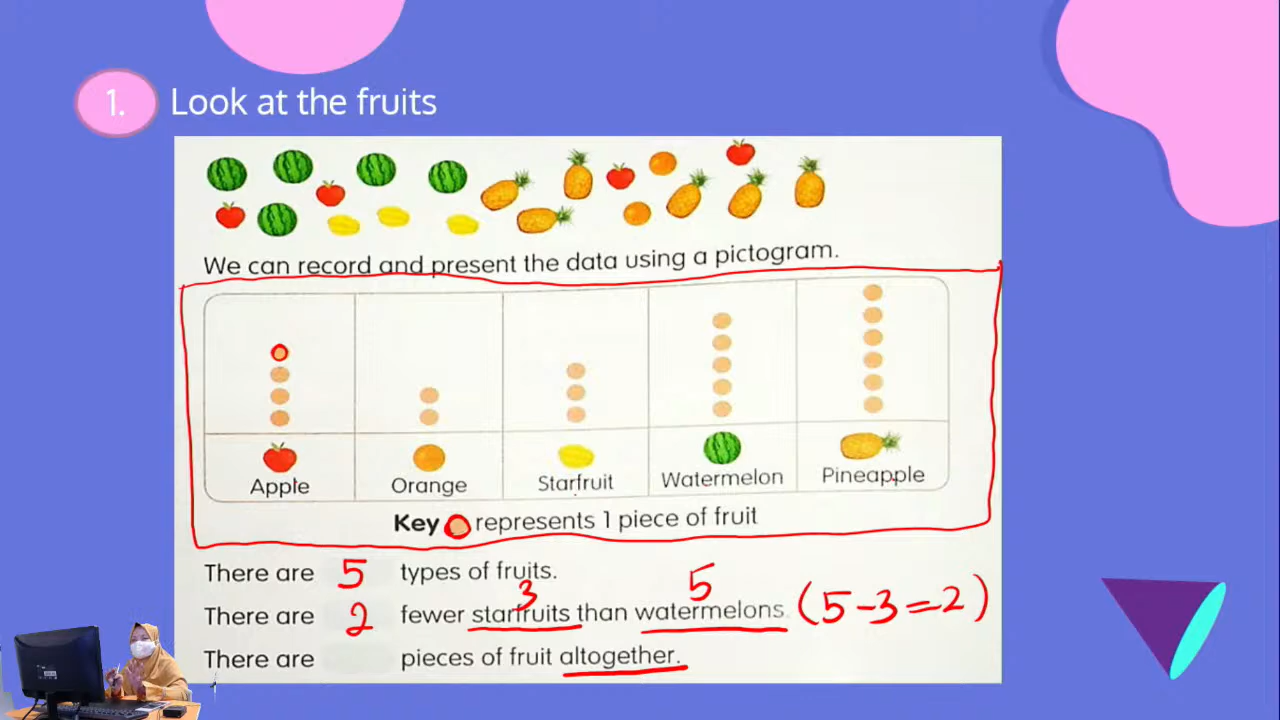 1. Look at the fruits
We can record and present the data using a pictogram.
Apple Orange Starfruit Watermelon Pineapple
Key represents 1 piece of fruit
There are 5 types of fruits.
3 5
There are 2 fewer starfruits than watermelons. (5-3=2)
There are pieces of fruit altogether.